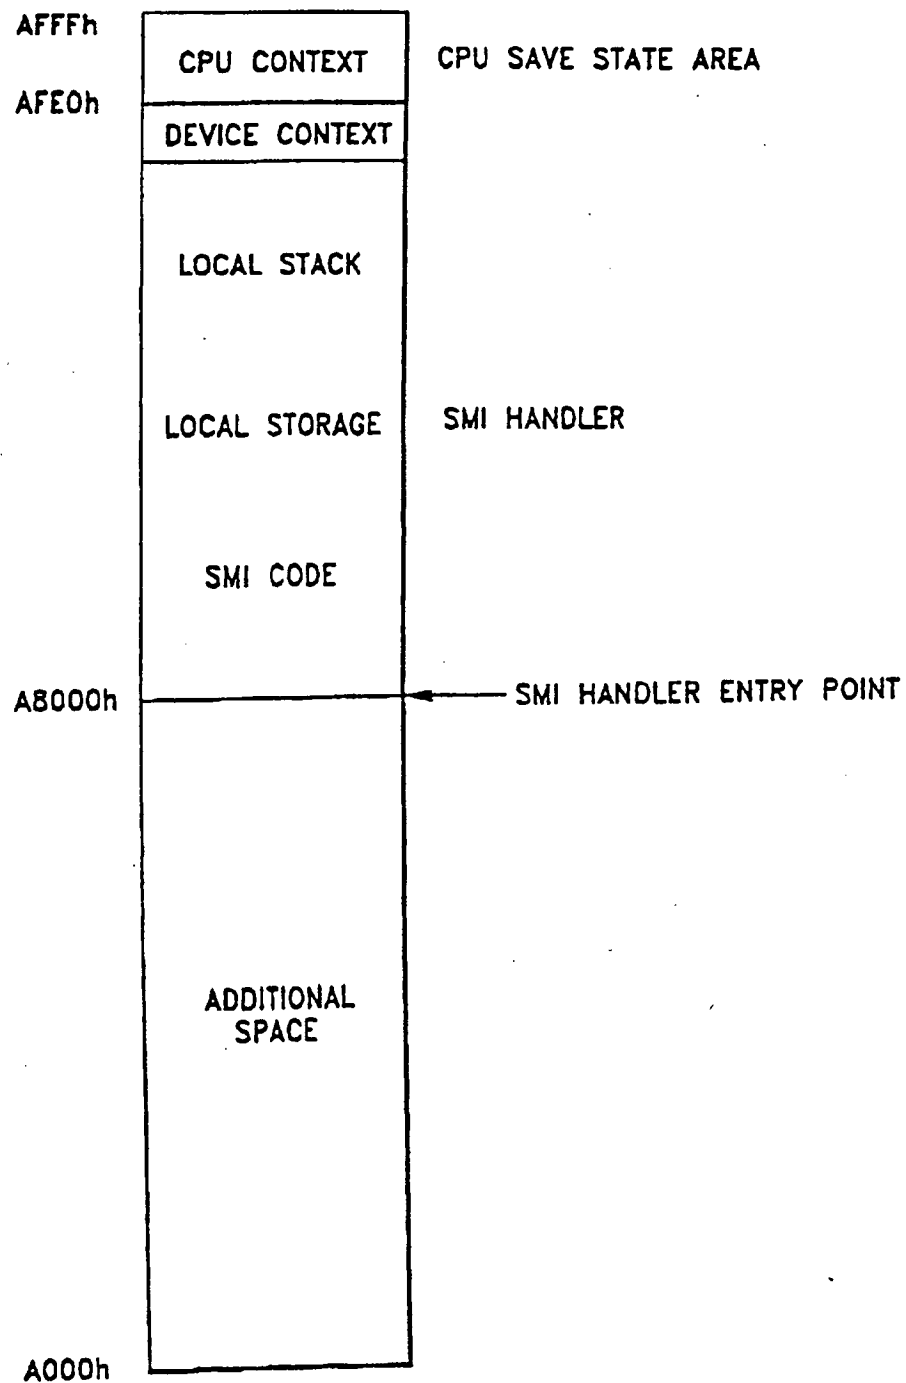 AFFFh
CPU CONTEXT
CPU SAVE STATE AREA
AFE0h
DEVICE CONTEXT
LOCAL STACK
LOCAL STORAGE
SMI HANDLER
SMI CODE
A8000h
SMI HANDLER ENTRY POINT
ADDITIONAL
SPACE
A000h